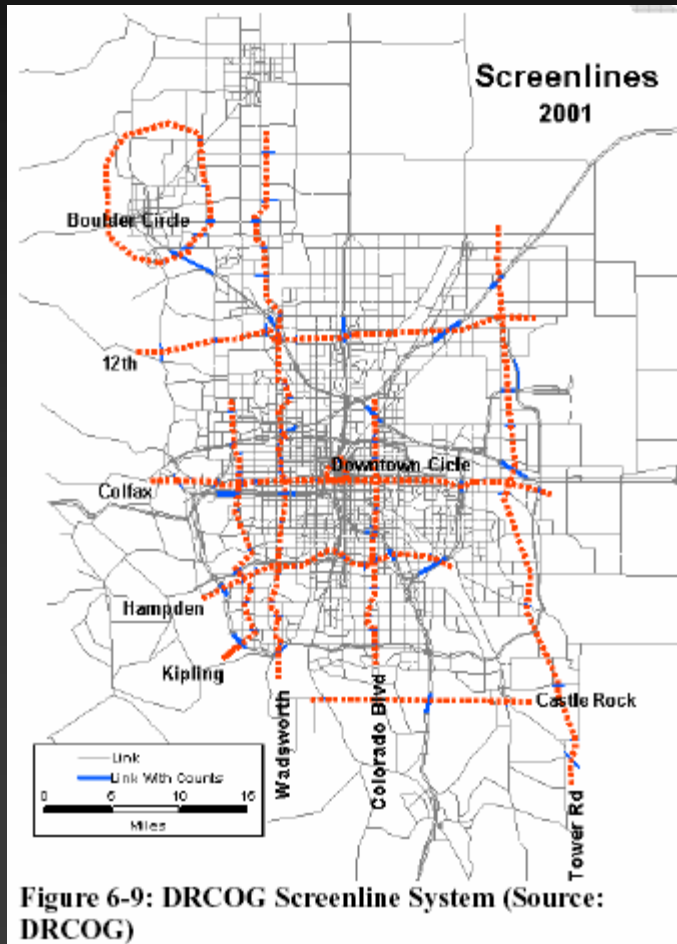 Screenlines
2001
Boulder Circle
12th
Downtown Cicle
Colfax
Hampden
Kipling
Wadsworth
Colorado Blvd
Castle Rock
Tower Rd
Link
Link With Counts
0 5 10 15
Miles
Figure 6-9: DRCOG Screenline System (Source:
DRCOG)